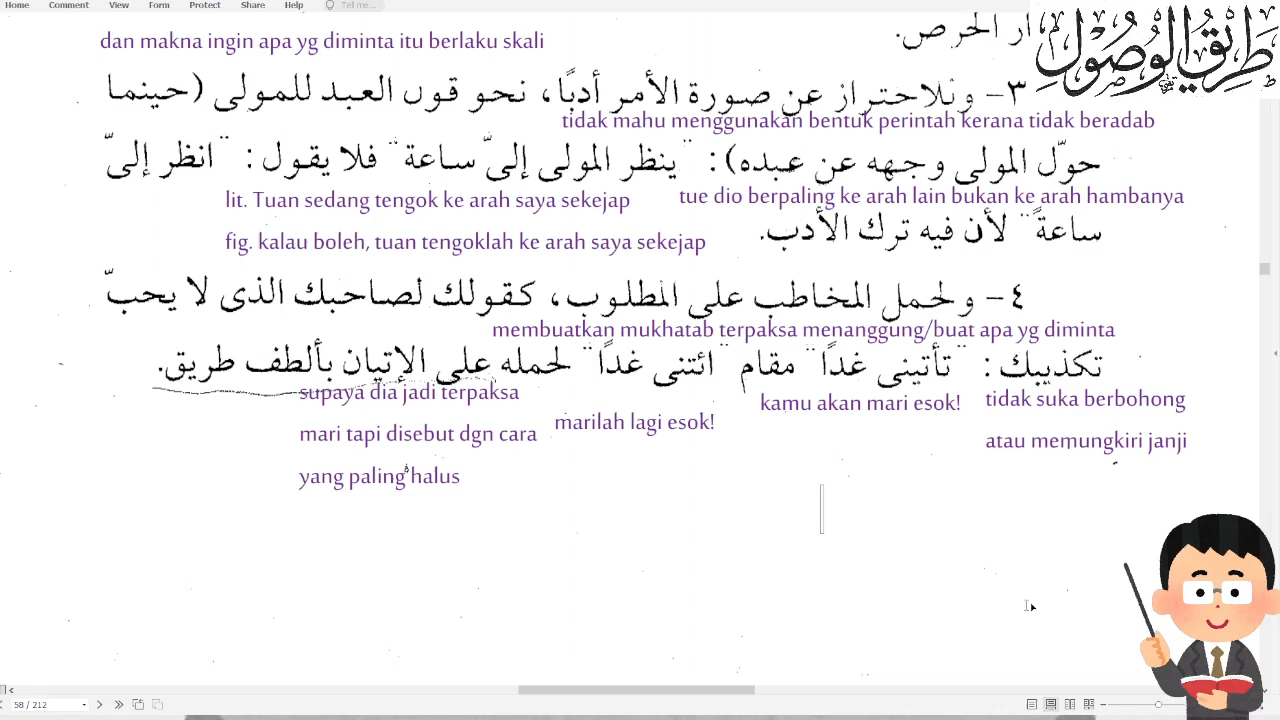 Home Comment View Form Protect Share Help Tell me...
طريق الوصول
dan makna ingin apa yg diminta itu berlaku skali
ار الحرص.
٣- وللاحتراز عن صورة الأمر أدبًا، نحو قول العبد للمولى (حينما
tidak mahu menggunakan bentuk perintah kerana tidak beradab
حوّل المولى وجهه عن عبده): "ينظر المولى إلىّ ساعة" فلا يقول: "انظر إلىّ
tue dio berpaling ke arah lain bukan ke arah hambanya
lit. Tuan sedang tengok ke arah saya sekejap
ساعةً" لأن فيه ترك الأدب.
fig. kalau boleh, tuan tengoklah ke arah saya sekejap
٤- ولحمل المخاطب على المطلوب، كقولك لصاحبك الذى لا يحبّ
membuatkan mukhatab terpaksa menanggung/buat apa yg diminta
تكذيبك: "تأتينى غدًا" مقام "ائتنى غدًا" لحمله على الإتيان بألطف طريق.
tidak suka berbohong
atau memungkiri janji
kamu akan mari esok!
marilah lagi esok!
supaya dia jadi terpaksa
mari tapi disebut dgn cara
yang paling halus
58 / 212